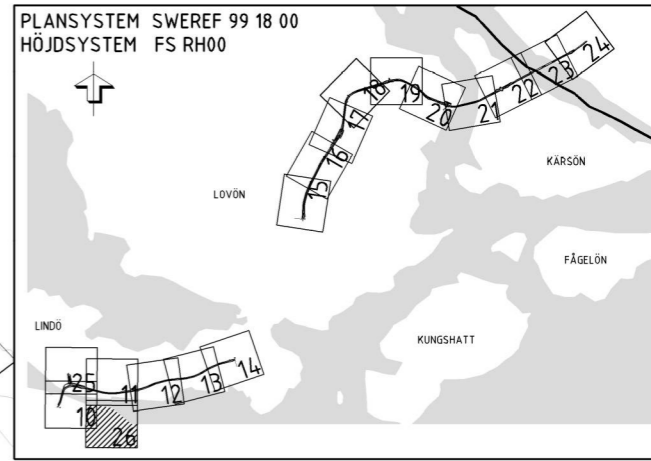 PLANSYSTEM SWEREF 99 18 00
HÖJDSYSTEM FS RH00
24
23
22
21
20
19
18
17
16
15
KÄRSÖN
LOVÖN
FÅGELÖN
KUNGSHATT
LINDÖ
25
10
11
12
13
14
26